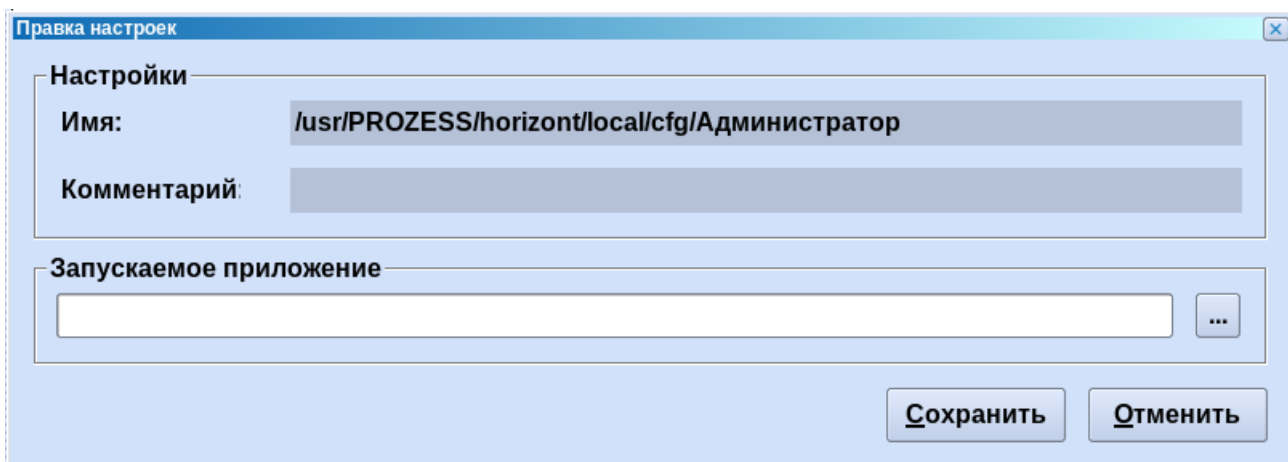 Правка настроек
Настройки
Имя: /usr/PROZESS/horizont/local/cfg/Администратор
Комментарий:
Запускаемое приложение
...
Сохранить Отменить